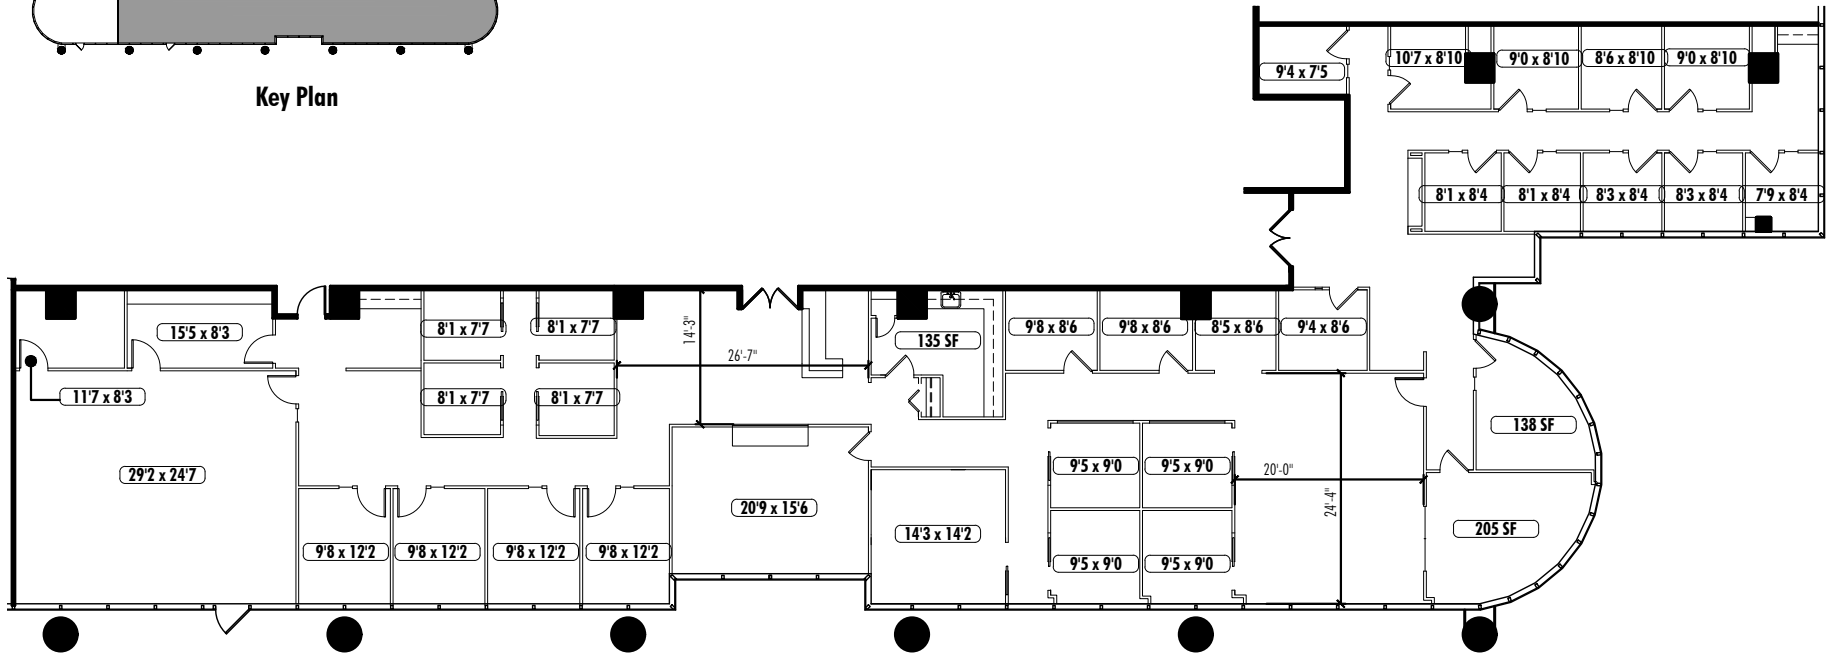 Key Plan
9'4 x 7'5
10'7 x 8'10
9'0 x 8'10
8'6 x 8'10
9'0 x 8'10
8'1 x 8'4
8'1 x 8'4
8'3 x 8'4
8'3 x 8'4
7'9 x 8'4
15'5 x 8'3
8'1 x 7'7
8'1 x 7'7
14'-3"
26'-7"
135 SF
9'8 x 8'6
9'8 x 8'6
8'5 x 8'6
9'4 x 8'6
11'7 x 8'3
8'1 x 7'7
8'1 x 7'7
138 SF
29'2 x 24'7
9'5 x 9'0
9'5 x 9'0
20'-0"
24'-4"
20'9 x 15'6
14'3 x 14'2
205 SF
9'8 x 12'2
9'8 x 12'2
9'8 x 12'2
9'8 x 12'2
9'5 x 9'0
9'5 x 9'0